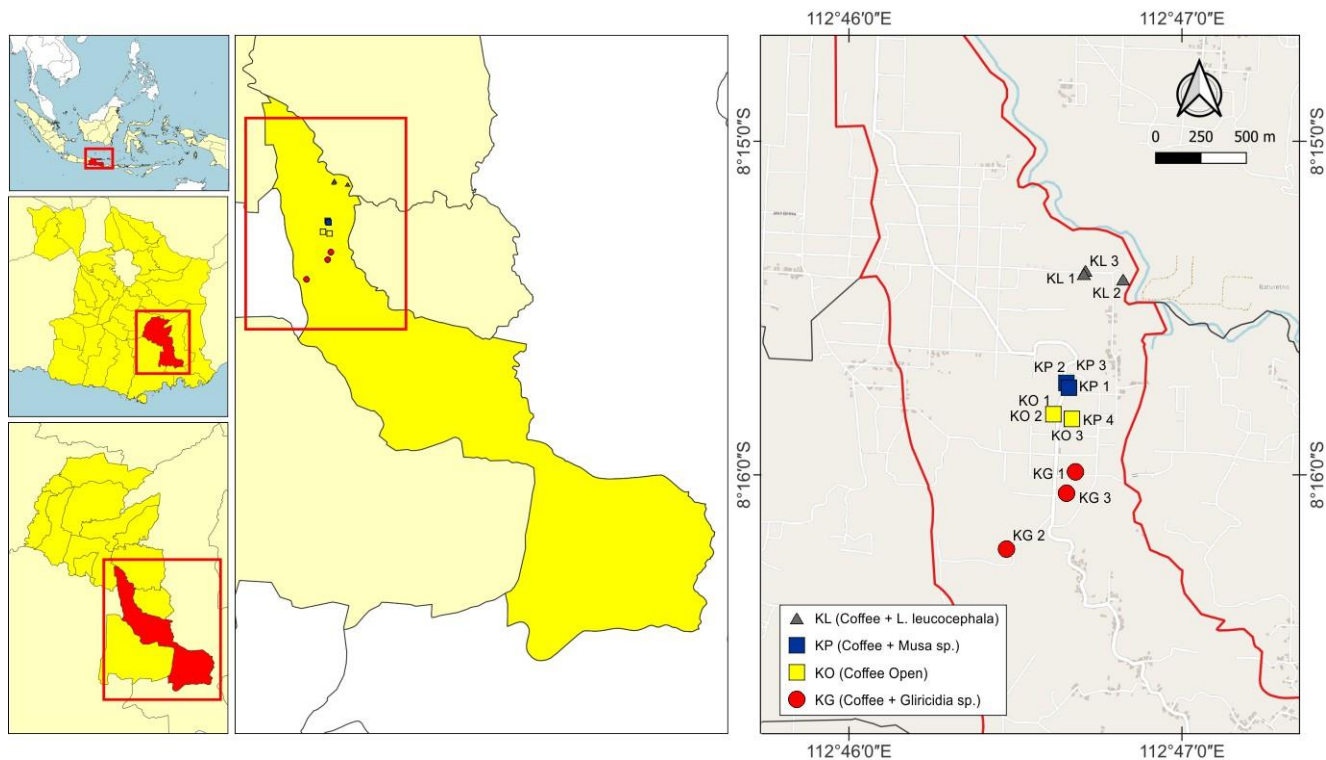 112°46′0″E
112°47′0″E
0 250 500 m
8°15′0″S
8°15′0″S
KL 3
KL 1
KL 2
KP 2
KP 3
KP 1
KO 1
KO 2
KP 4
KO 3
8°16′0″S
8°16′0″S
KG 1
KG 3
KG 2
KL (Coffee + L. leucocephala)
KP (Coffee + Musa sp.)
KO (Coffee Open)
KG (Coffee + Gliricidia sp.)
112°46′0″E
112°47′0″E